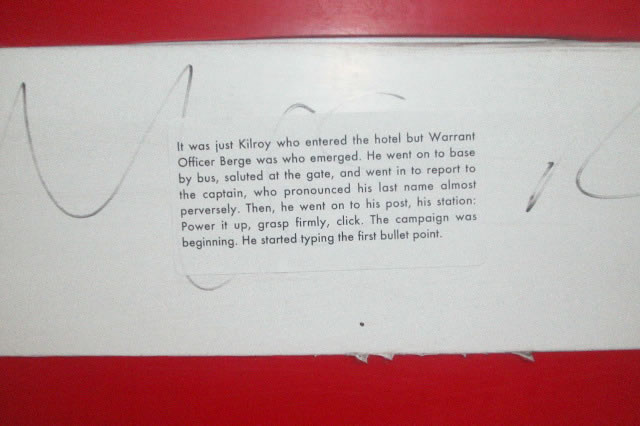 It was just Kilroy who entered the hotel but Warrant
Officer Berge was who emerged. He went on to base
by bus, saluted at the gate, and went in to report to
the captain, who pronounced his last name almost
perversely. Then, he went on to his post, his station:
Power it up, grasp firmly, click. The campaign was
beginning. He started typing the first bullet point.